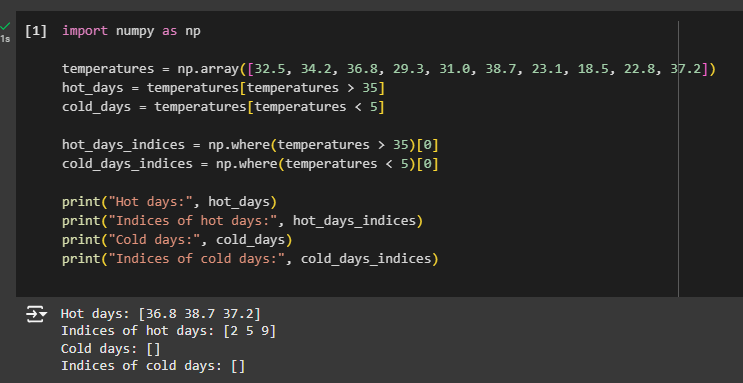 [1] import numpy as np
1s
temperatures = np.array([32.5, 34.2, 36.8, 29.3, 31.0, 38.7, 23.1, 18.5, 22.8, 37.2])
hot_days = temperatures[temperatures > 35]
cold_days = temperatures[temperatures < 5]
hot_days_indices = np.where(temperatures > 35)[0]
cold_days_indices = np.where(temperatures < 5)[0]
print("Hot days:", hot_days)
print("Indices of hot days:", hot_days_indices)
print("Cold days:", cold_days)
print("Indices of cold days:", cold_days_indices)
Hot days: [36.8 38.7 37.2]
Indices of hot days: [2 5 9]
Cold days: []
Indices of cold days: []